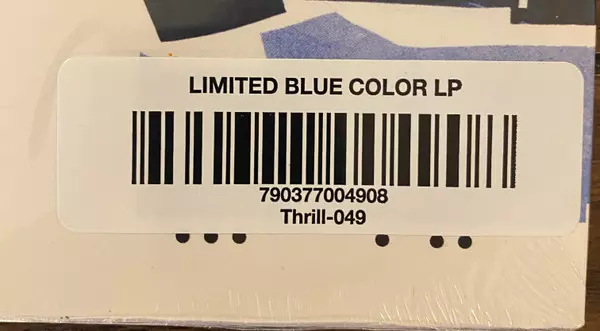 LIMITED BLUE COLOR LP
790377004908
Thrill-049